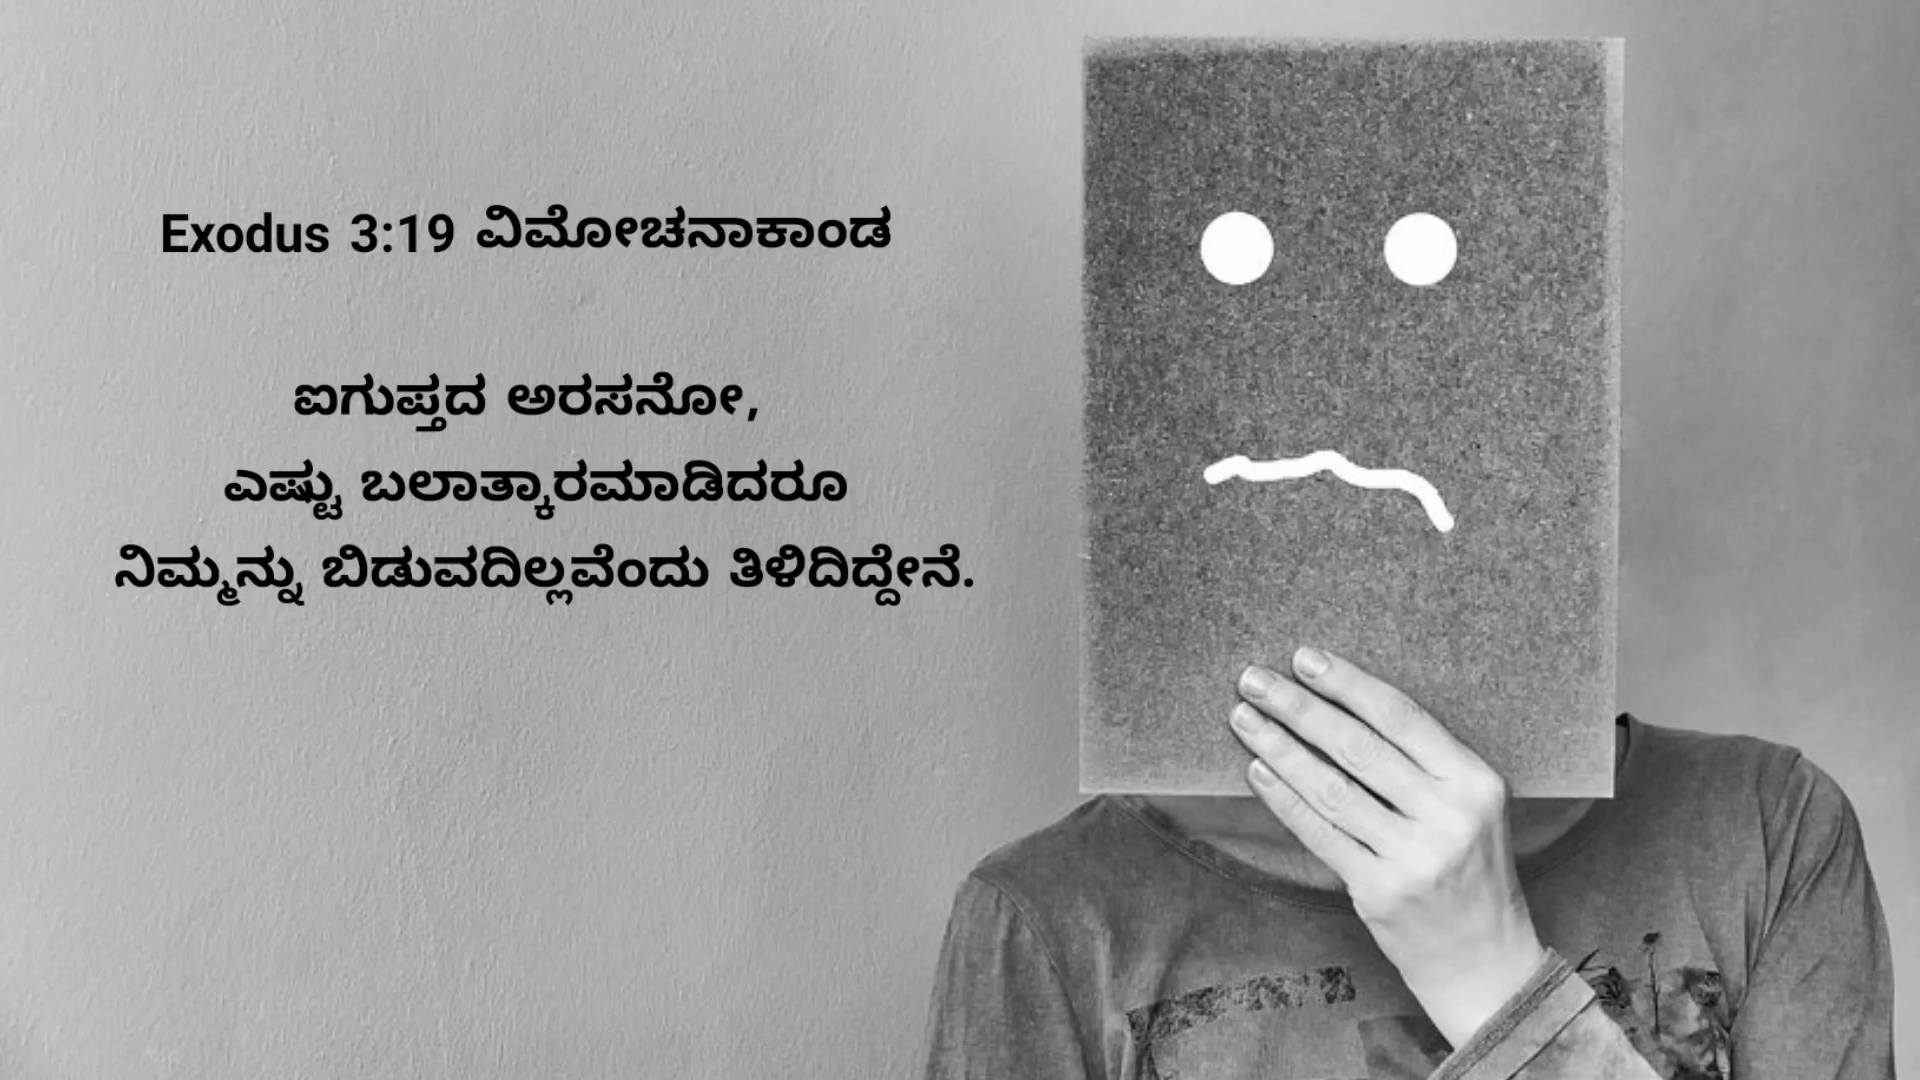 Exodus 3:19 ವಿಮೋಚನಾಕಾಂಡ
ಐಗುಪ್ತದ ಅರಸನೋ,
ಎಷ್ಟು ಬಲಾತ್ಕಾರಮಾಡಿದರೂ
ನಿಮ್ಮನ್ನು ಬಿಡುವದಿಲ್ಲವೆಂದು ತಿಳಿದಿದ್ದೇನೆ.